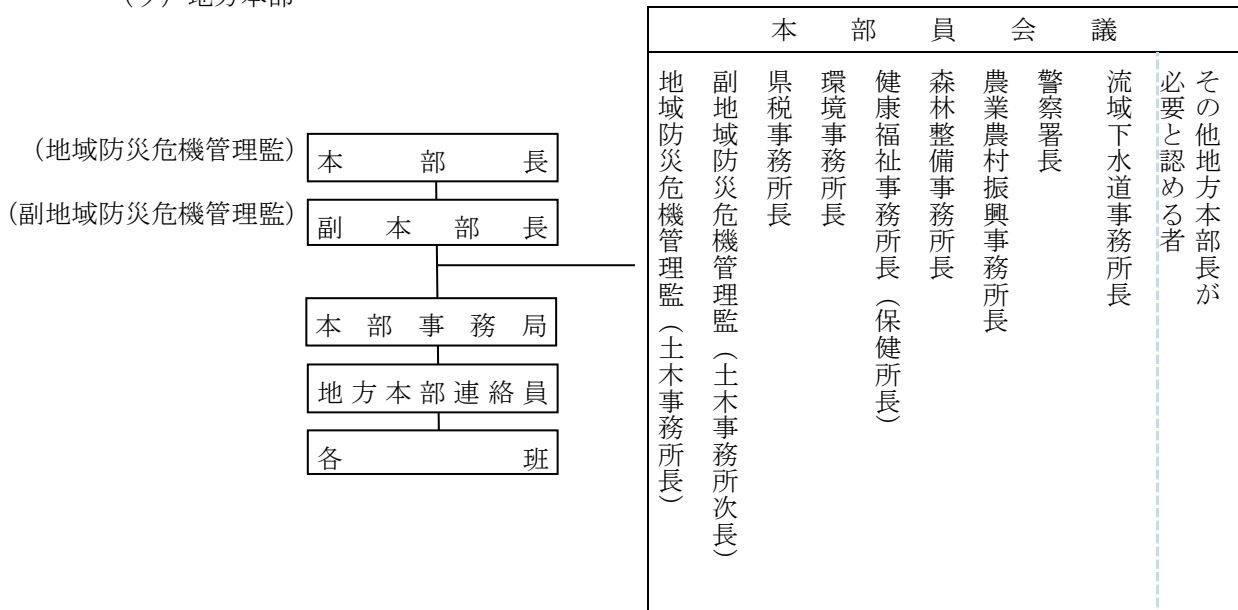 地方本部
(地域防災危機管理監)
本部長
(副地域防災危機管理監)
副本部長
本部事務局
地方本部連絡員
各班
本部員会議
地域防災危機管理監(土木事務所長)
副地域防災危機管理監(土木事務所次長)
県税事務所長
環境事務所長
健康福祉事務所長(保健所長)
森林整備事務所長
農業農村振興事務所長
警察署長
流域下水道事務所長
その他地方本部長が
必要と認める者